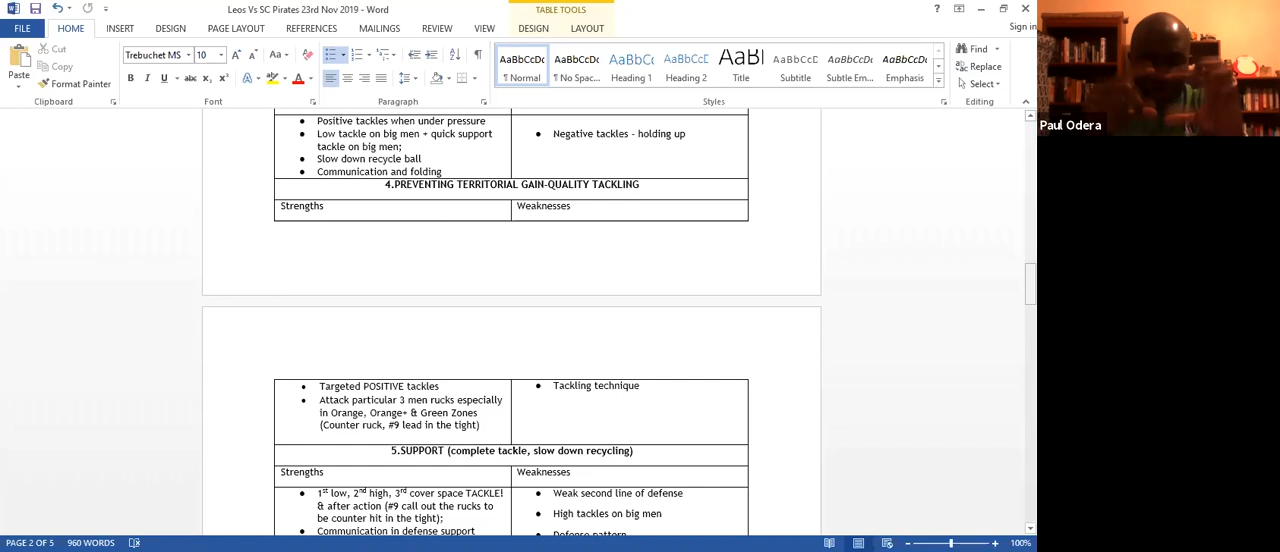 Leos Vs SC Pirates 23rd Nov 2019 - Word
TABLE TOOLS
?
FILE HOME INSERT DESIGN PAGE LAYOUT REFERENCES MAILINGS REVIEW VIEW DESIGN LAYOUT Sign in
Paste
Cut
Copy
Format Painter
Clipboard
Trebuchet MS 10
B I U abc X₂ X²
Font
Paragraph
AaBbCcDc
¶ Normal
AaBbCcDc
¶ No Spac...
AaBbCc
Heading 1
AaBbCcD
Heading 2
AaBl
Title
AaBbCcD
Subtitle
AaBbCcDc
Subtle Em...
AaBbCcDc
Emphasis
Styles
Find
Replace
Select
Editing
Paul Odera
Positive tackles when under pressure
Low tackle on big men + quick support
tackle on big men;
Slow down recycle ball
Communication and folding
Negative tackles - holding up
4.PREVENTING TERRITORIAL GAIN-QUALITY TACKLING
Strengths
Weaknesses
Targeted POSITIVE tackles
Attack particular 3 men rucks especially
in Orange, Orange+ & Green Zones
(Counter ruck, #9 lead in the tight)
Tackling technique
5.SUPPORT (complete tackle, slow down recycling)
Strengths
Weaknesses
1st low, 2nd high, 3rd cover space TACKLE!
& after action (#9 call out the rucks to
be counter hit in the tight);
Communication in defense support
Weak second line of defense
High tackles on big men
Defense pattern
PAGE 2 OF 5 960 WORDS
100%